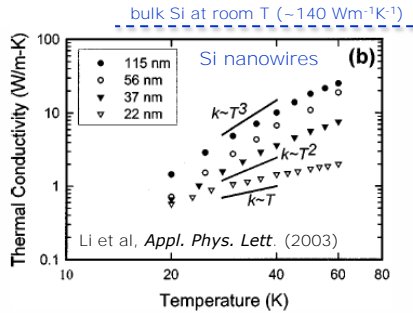 bulk Si at room T (~140 Wm⁻¹K⁻¹)
Thermal Conductivity (W/m-K)
100
10
1
0.1
115 nm
56 nm
37 nm
22 nm
Si nanowires
(b)
k~T³
k~T²
k~T
Li et al, Appl. Phys. Lett. (2003)
10 20 40 60 80 100
Temperature (K)